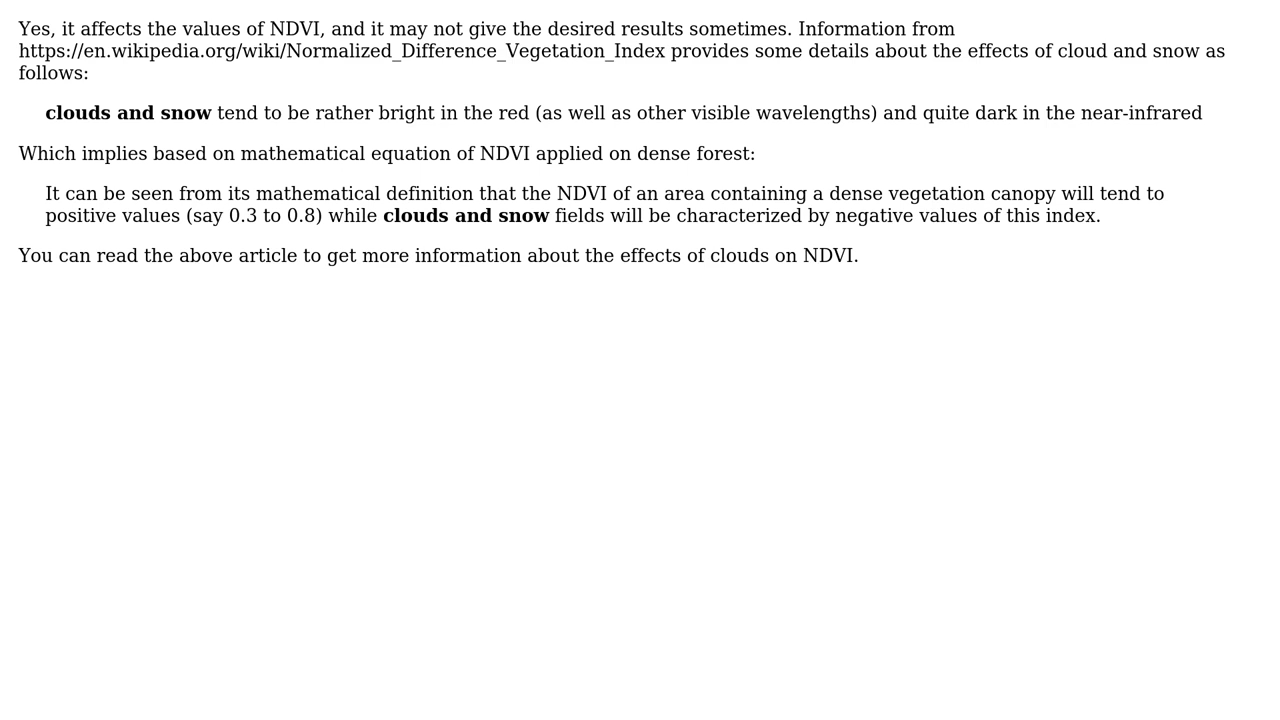 Yes, it affects the values of NDVI, and it may not give the desired results sometimes. Information from
https://en.wikipedia.org/wiki/Normalized_Difference_Vegetation_Index provides some details about the effects of cloud and snow as
follows:
clouds and snow tend to be rather bright in the red (as well as other visible wavelengths) and quite dark in the near-infrared
Which implies based on mathematical equation of NDVI applied on dense forest:
It can be seen from its mathematical definition that the NDVI of an area containing a dense vegetation canopy will tend to
positive values (say 0.3 to 0.8) while clouds and snow fields will be characterized by negative values of this index.
You can read the above article to get more information about the effects of clouds on NDVI.